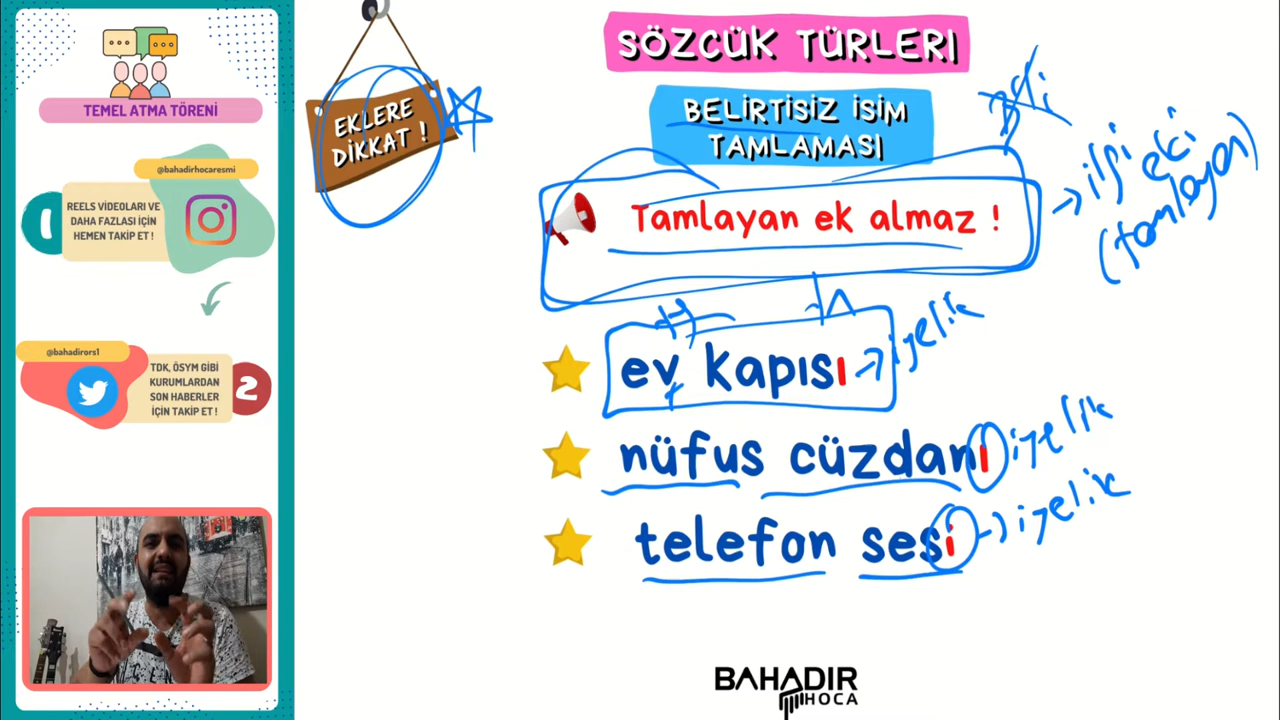 TEMEL ATMA TÖRENİ
@bahadirhocaresmi
1
REELS VİDEOLARI VE
DAHA FAZLASI İÇİN
HEMEN TAKİP ET !
@bahadirors1
TDK, ÖSYM GİBİ
KURUMLARDAN
SON HABERLER
İÇİN TAKİP ET !
2
EKLERE
DİKKAT !
SÖZCÜK TÜRLERİ
BELİRTİSİZ İSİM
TAMLAMASI
Tamlayan ek almaz !
ilgi eki
(tamlayan)
ev kapısı
iyelik
nüfus cüzdanı
iyelik
telefon sesi
iyelik
BAHADIR
HOCA